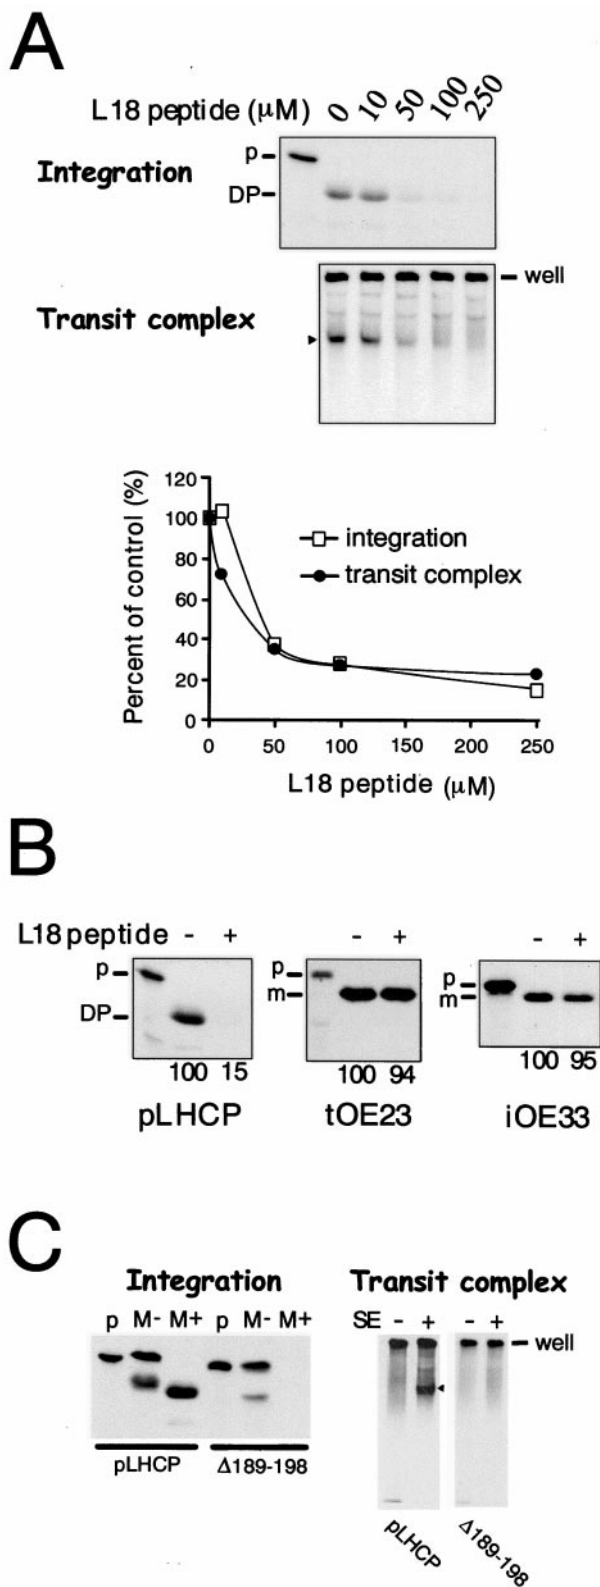 A
L18 peptide (μM) 0 10 50 100 250
p
Integration
DP
well
Transit complex
Percent of control (%)
120
100
80
60
40
20
0
integration
transit complex
0 50 100 150 200 250
L18 peptide (μM)
B
L18 peptide - + - + - +
p
DP
p
m
p
m
100 15
100 94
100 95
pLHCP tOE23 iOE33
C
Integration
Transit complex
p M- M+ p M- M+
SE - + - +
well
pLHCP Δ189-198
pLHCP Δ189-198